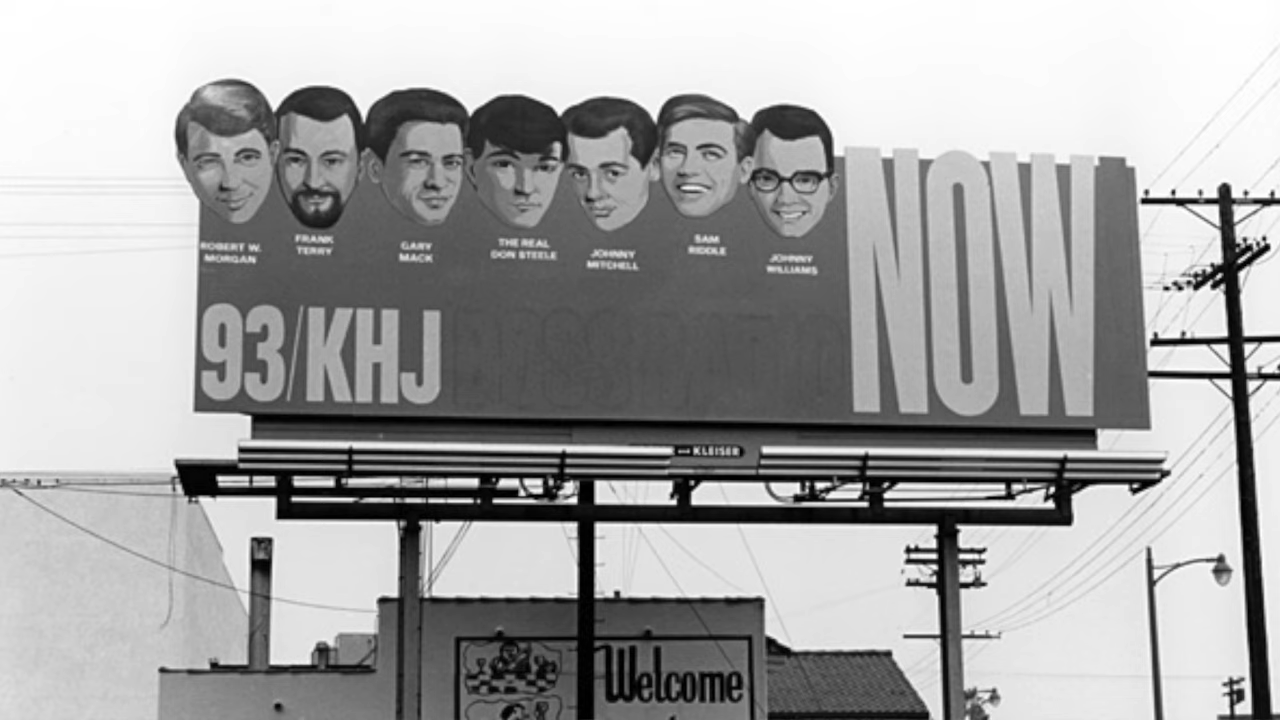 ROBERT W.
MORGAN
FRANK
TERRY
GARY
MACK
THE REAL
DON STEELE
JOHNNY
MITCHELL
SAM
RIDDLE
JOHNNY
WILLIAMS
NOW
93/KHJ
KLEISER
Welcome